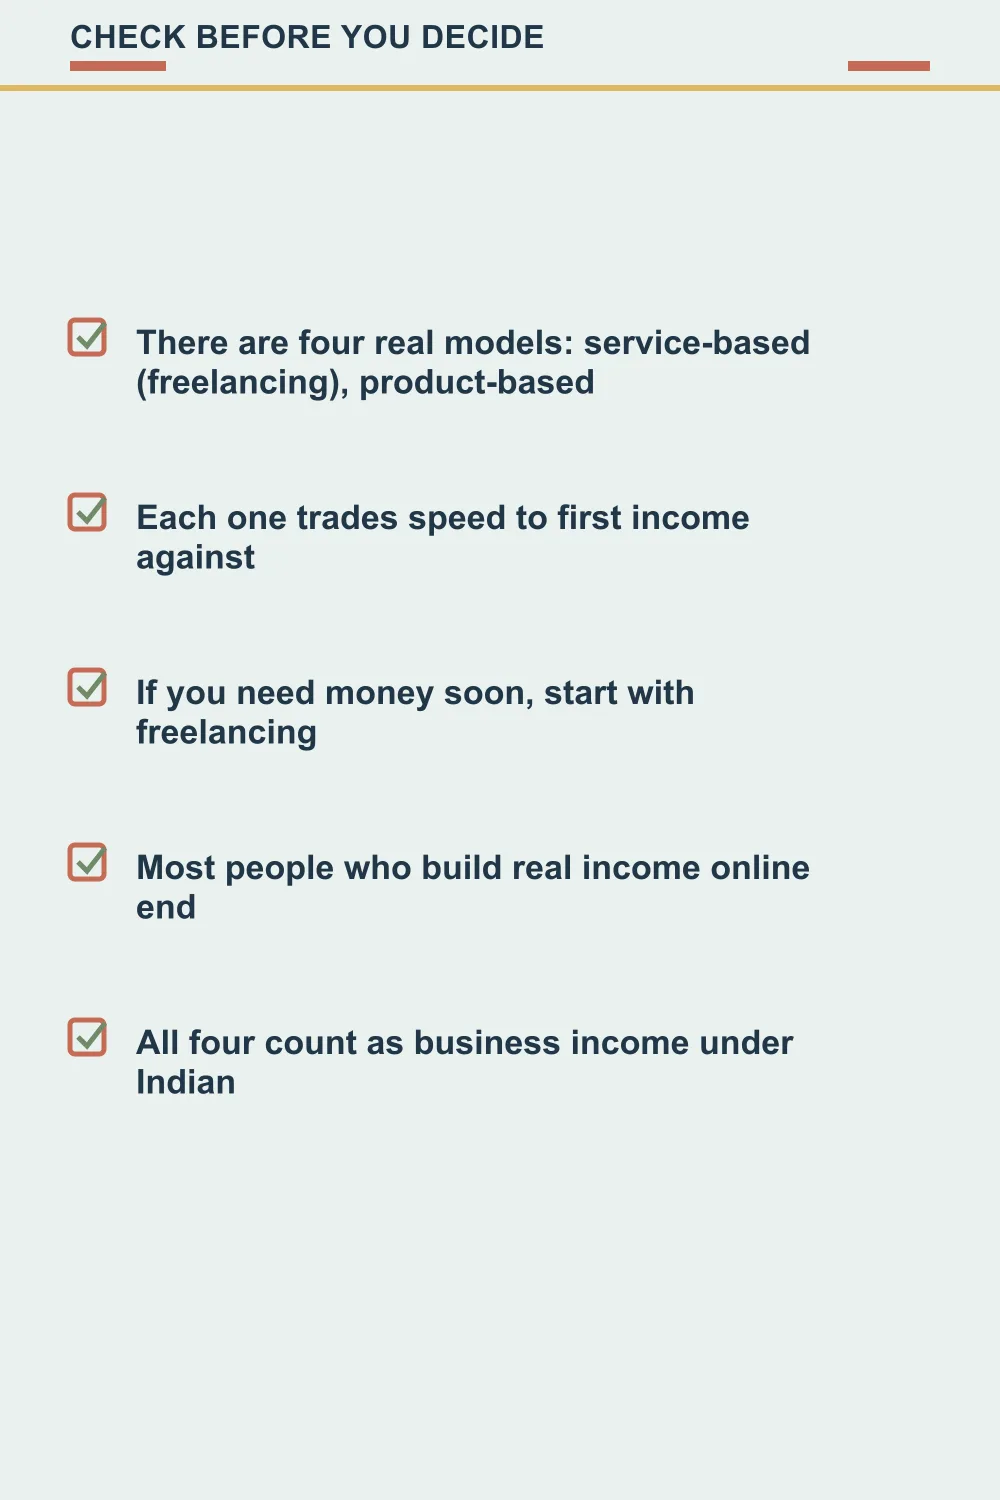 CHECK BEFORE YOU DECIDE
There are four real models: service-based
(freelancing), product-based
Each one trades speed to first income
against
If you need money soon, start with
freelancing
Most people who build real income online
end
All four count as business income under
Indian